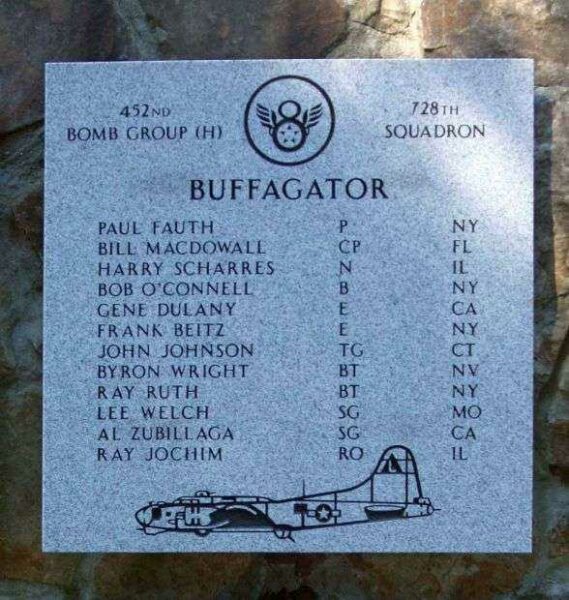 452ND
BOMB GROUP (H)
728TH
SQUADRON
BUFFAGATOR
PAUL FAUTH P NY
BILL MACDOWALL CP FL
HARRY SCHARRES N IL
BOB O'CONNELL B NY
GENE DULANY E CA
FRANK BEITZ E NY
JOHN JOHNSON TG CT
BYRON WRIGHT BT NV
RAY RUTH BT NY
LEE WELCH SG MO
AL ZUBILLAGA SG CA
RAY JOCHIM RO IL